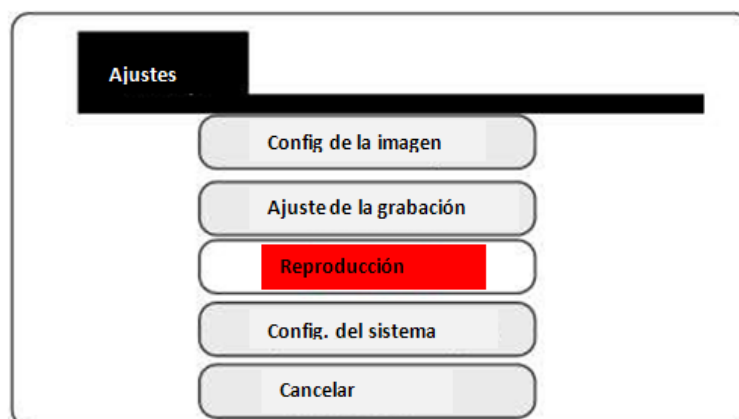 Ajustes
Config de la imagen
Ajuste de la grabación
Reproducción
Config. del sistema
Cancelar